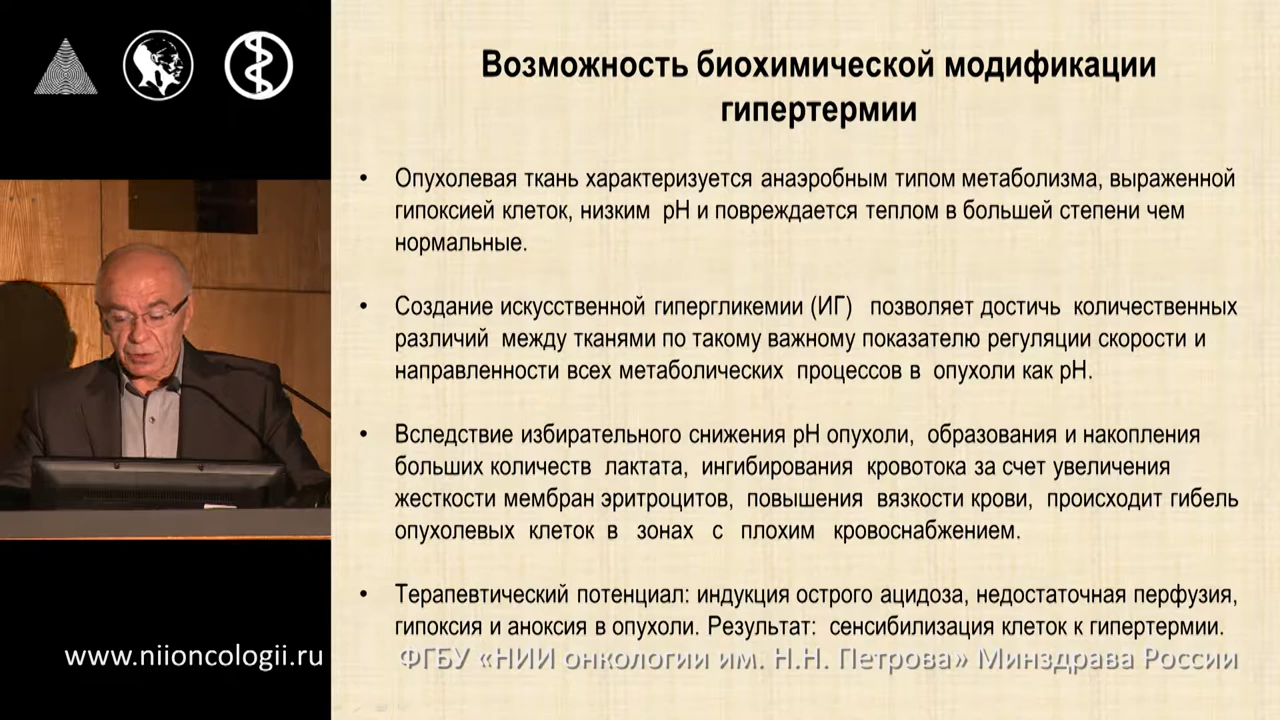 Возможность биохимической модификации
гипертермии
• Опухолевая ткань характеризуется анаэробным типом метаболизма, выраженной
гипоксией клеток, низким рН и повреждается теплом в большей степени чем
нормальные.
• Создание искусственной гипергликемии (ИГ) позволяет достичь количественных
различий между тканями по такому важному показателю регуляции скорости и
направленности всех метаболических процессов в опухоли как рН.
• Вследствие избирательного снижения рН опухоли, образования и накопления
больших количеств лактата, ингибирования кровотока за счет увеличения
жесткости мембран эритроцитов, повышения вязкости крови, происходит гибель
опухолевых клеток в зонах с плохим кровоснабжением.
• Терапевтический потенциал: индукция острого ацидоза, недостаточная перфузия,
гипоксия и аноксия в опухоли. Результат: сенсибилизация клеток к гипертермии.
www.niioncologii.ru
ФГБУ «НИИ онкологии им. Н.Н. Петрова» Минздрава России